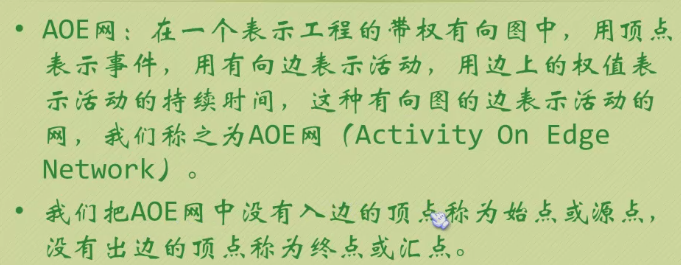 • AOE网：在一个表示工程的带权有向图中，用顶点
表示事件，用有向边表示活动，用边上的权值表
示活动的持续时间，这种有向图的边表示活动的
网，我们称之为AOE网（Activity On Edge
Network）。
• 我们把AOE网中没有入边的顶点称为始点或源点，
没有出边的顶点称为终点或汇点。